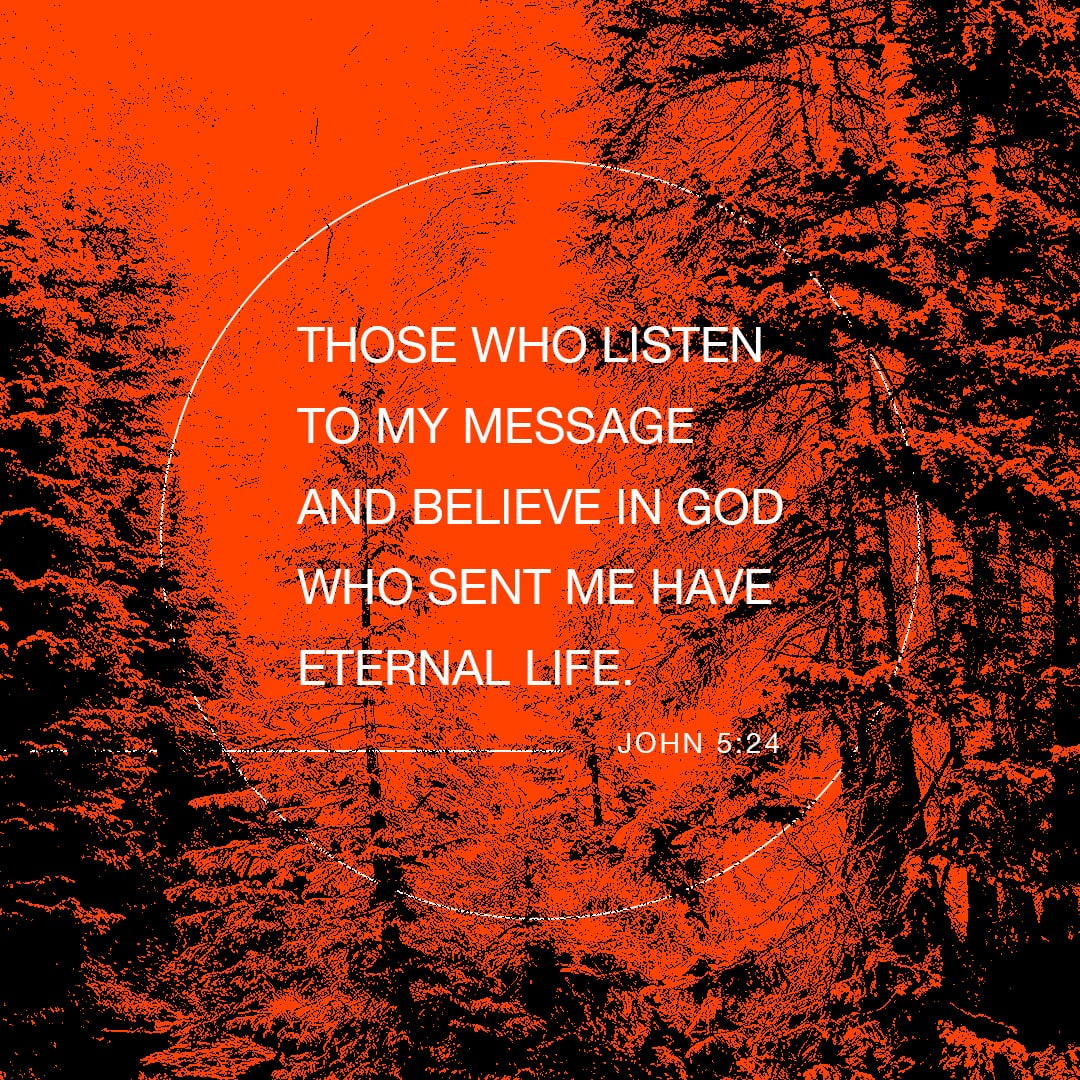 THOSE WHO LISTEN
TO MY MESSAGE
AND BELIEVE IN GOD
WHO SENT ME HAVE
ETERNAL LIFE.
JOHN 5:24